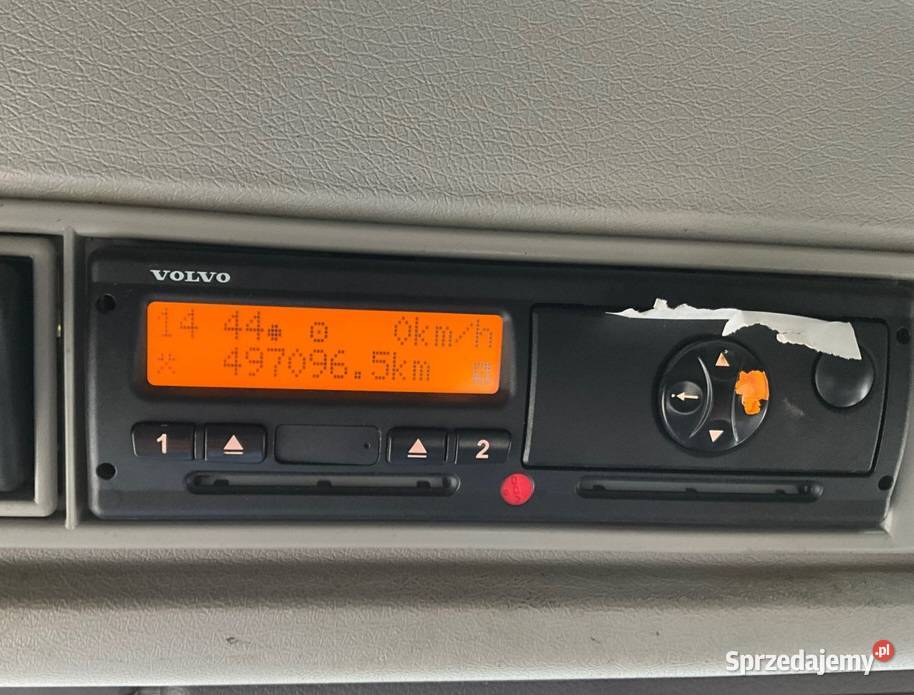 VOLVO
14 44 o 0km/h
* 497096.5km
1 2
Sprzedajemy.pl